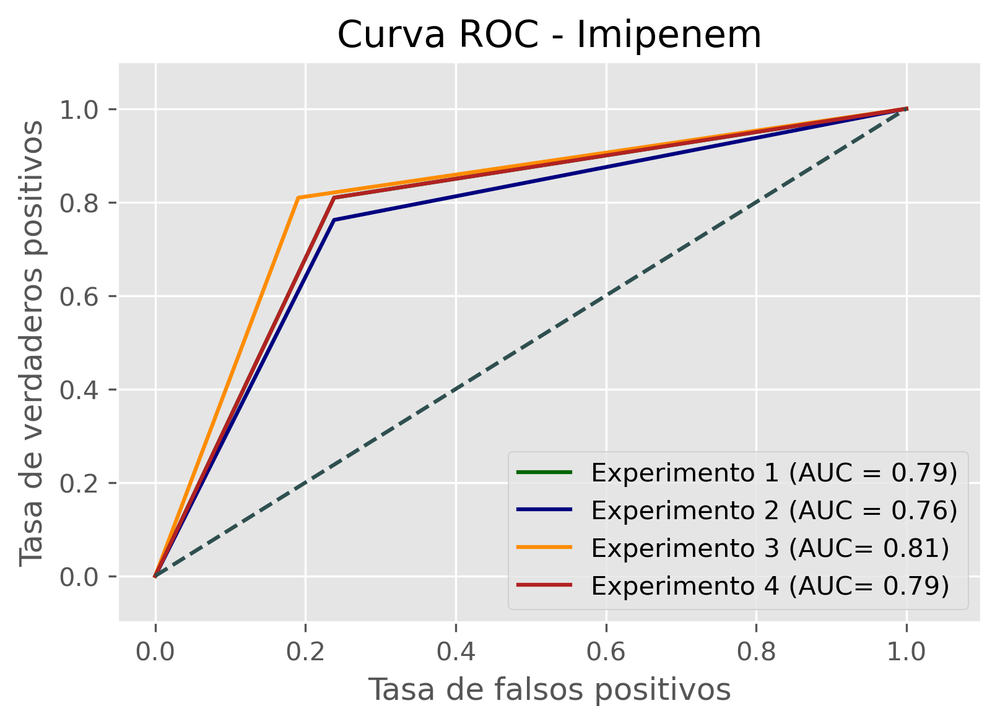 Curva ROC - Imipenem
Tasa de verdaderos positivos
1.0
0.8
0.6
0.4
0.2
0.0
Experimento 1 (AUC = 0.79)
Experimento 2 (AUC = 0.76)
Experimento 3 (AUC= 0.81)
Experimento 4 (AUC= 0.79)
0.0 0.2 0.4 0.6 0.8 1.0
Tasa de falsos positivos